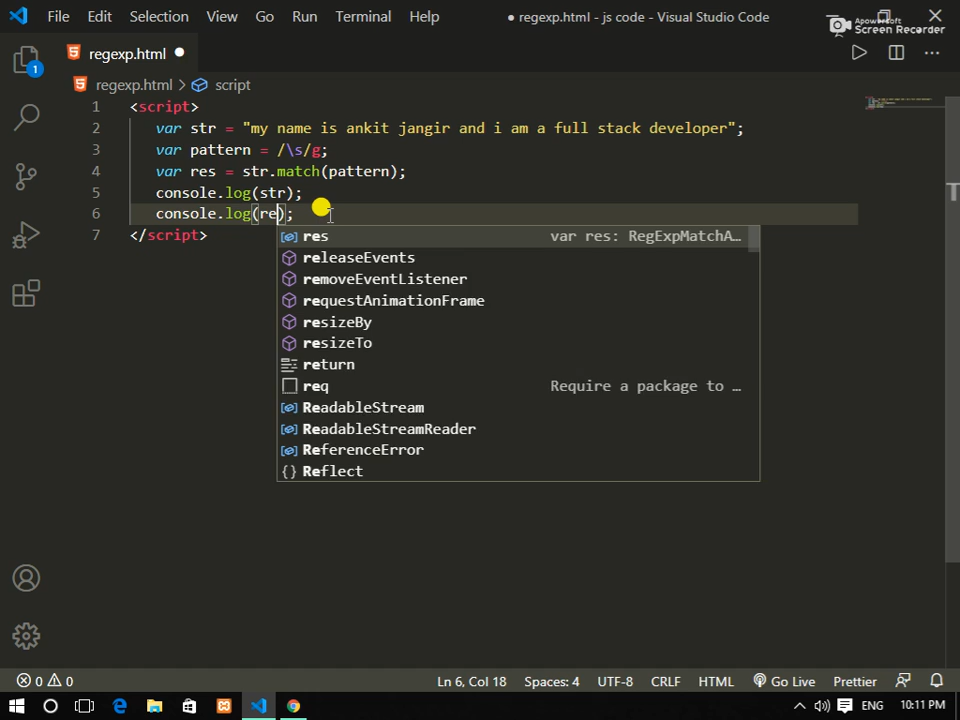 File Edit Selection View Go Run Terminal Help ● regexp.html - js code - Visual Studio Code
Apowersoft
Screen Recorder
regexp.html ●
regexp.html > script
1 <script>
2 var str = "my name is ankit jangir and i am a full stack developer";
3 var pattern = /\s/g;
4 var res = str.match(pattern);
5 console.log(str);
6 console.log(re);
7 </script>
res var res: RegExpMatchA…
releaseEvents
removeEventListener
requestAnimationFrame
resizeBy
resizeTo
return
req Require a package to …
ReadableStream
ReadableStreamReader
ReferenceError
{} Reflect
1
0 0 Ln 6, Col 18 Spaces: 4 UTF-8 CRLF HTML Go Live Prettier
ENG 10:11 PM